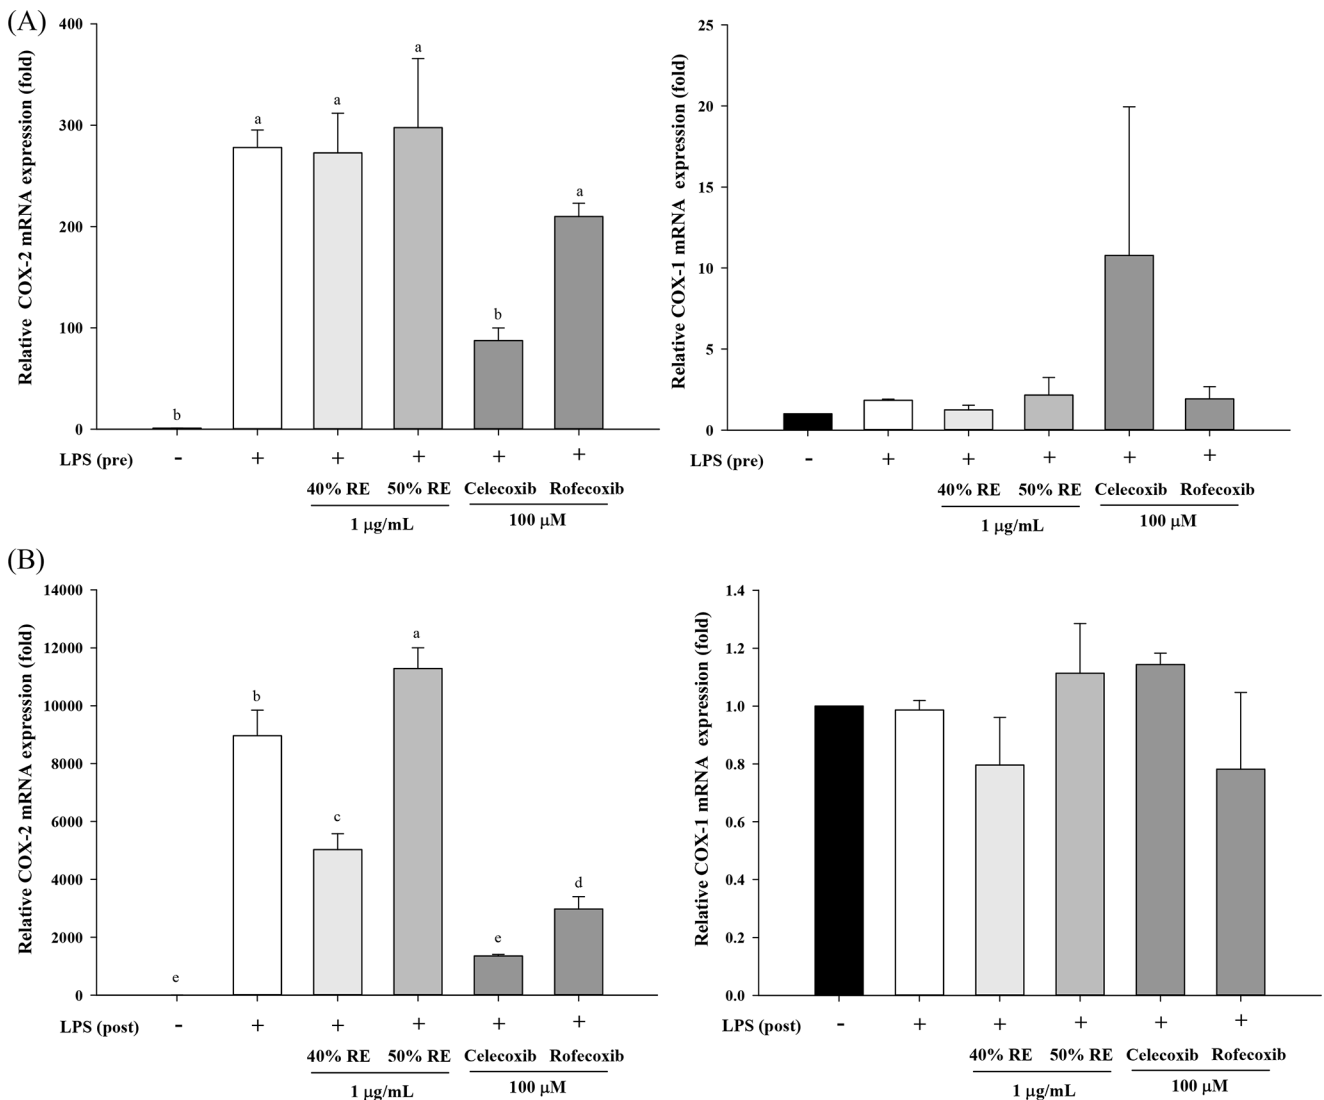 (A)
Relative COX-2 mRNA expression (fold)
400
300
200
100
0
b
a
a
a
b
a
LPS (pre) - + + + + +
40% RE 50% RE Celecoxib Rofecoxib
1 μg/mL 100 μM
Relative COX-1 mRNA expression (fold)
25
20
15
10
5
0
LPS (pre) - + + + + +
40% RE 50% RE Celecoxib Rofecoxib
1 μg/mL 100 μM
(B)
Relative COX-2 mRNA expression (fold)
14000
12000
10000
8000
6000
4000
2000
0
e
b
c
a
e
d
LPS (post) - + + + + +
40% RE 50% RE Celecoxib Rofecoxib
1 μg/mL 100 μM
Relative COX-1 mRNA expression (fold)
1.4
1.2
1.0
0.8
0.6
0.4
0.2
0.0
LPS (post) - + + + + +
40% RE 50% RE Celecoxib Rofecoxib
1 μg/mL 100 μM